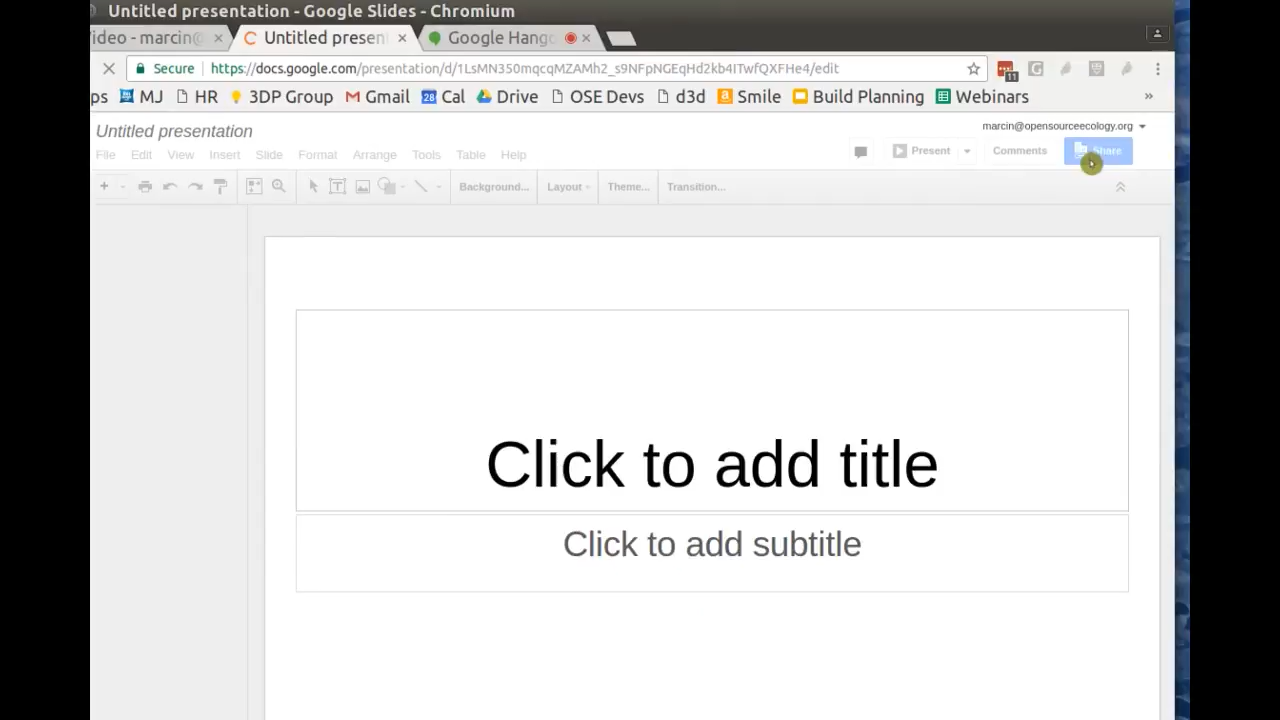 Untitled presentation - Google Slides - Chromium
ideo - marcin@ Untitled presen Google Hango
Secure https://docs.google.com/presentation/d/1LsMN350mqcqMZAMh2_s9NFpNGEqHd2kb4ITwfQXFHe4/edit 11
ps MJ HR 3DP Group Gmail 28 Cal Drive OSE Devs d3d Smile Build Planning Webinars »
Untitled presentation marcin@opensourceecology.org
File Edit View Insert Slide Format Arrange Tools Table Help Present Comments Share
Background... Layout Theme... Transition...
Click to add title
Click to add subtitle